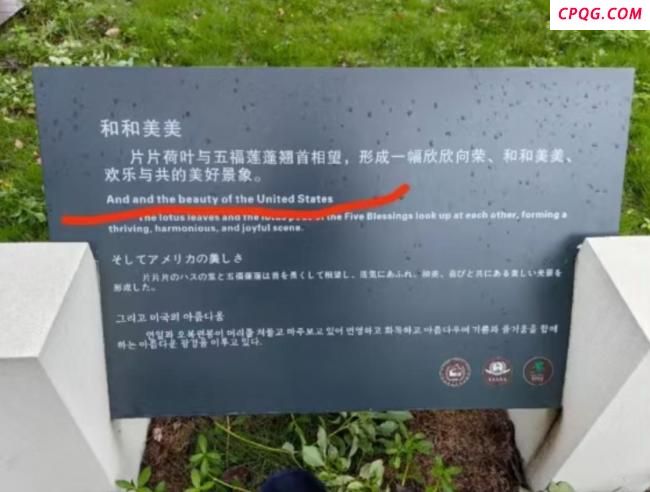 CPQG.COM
和和美美
片片荷叶与五福莲蓬翘首相望，形成一幅欣欣向荣、和和美美、
欢乐与共的美好景象。
And and the beauty of the United States
The lotus leaves and the lotus pods of the Five Blessings look up at each other, forming a
thriving, harmonious, and joyful scene.
そしてアメリカの美しさ
片片片のハスの葉と五福蓮蓬は首を長くして相望し、活気にあふれ、和美、喜びと共にある美しい光景を
形成した。
그리고 미국의 아름다움
연잎과 오복련봉이 머리를 쳐들고 마주보고 있어 번영하고 화목하고 아름다우며 기쁨과 즐거움을 함께
하는 아름다운 광경을 이루고 있다.